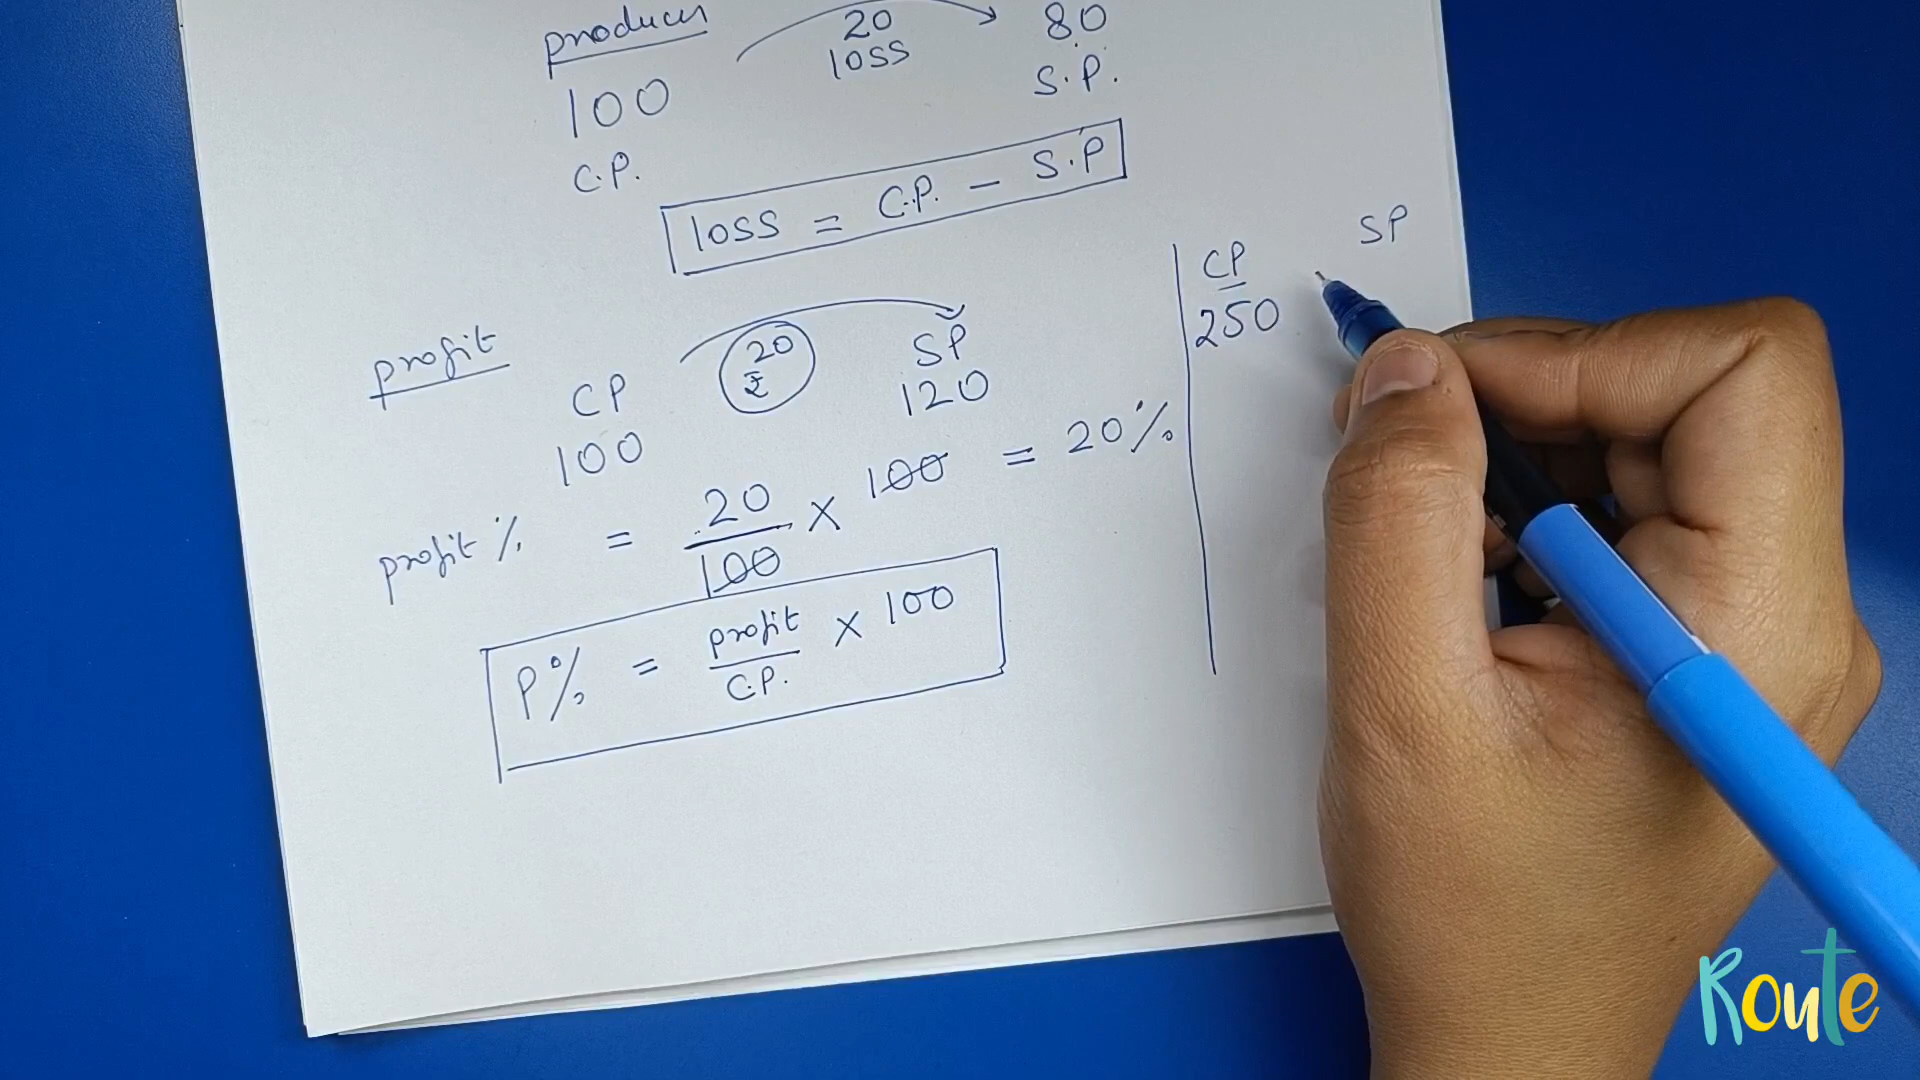 producer 20 80
100 loss S.P.
C.P.
loss = C.P. - S.P
CP SP
250
profit
CP 20 ₹ SP
100 120
profit % = 20/100 × 100 = 20%
P% = profit/C.P. × 100
Route